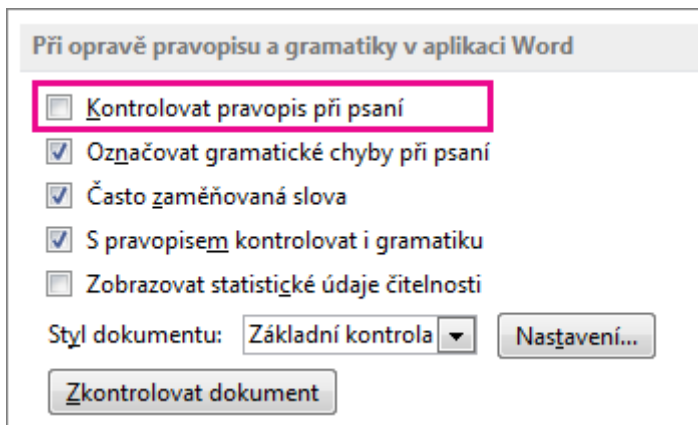 Při opravě pravopisu a gramatiky v aplikaci Word
Kontrolovat pravopis při psaní
Označovat gramatické chyby při psaní
Často zaměňovaná slova
S pravopisem kontrolovat i gramatiku
Zobrazovat statistické údaje čitelnosti
Styl dokumentu: Základní kontrola Nastavení...
Zkontrolovat dokument